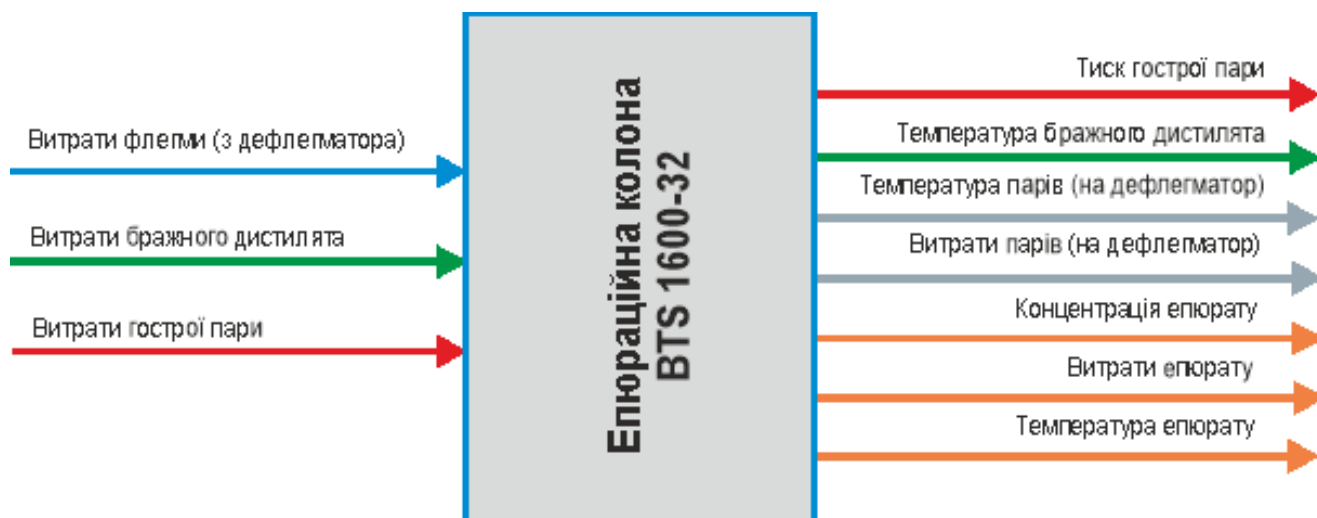 Витрати флегми (з дефлегматора)
Витрати бражного дистилята
Витрати гострої пари
Епюраційна колона
BTS 1600-32
Тиск гострої пари
Температура бражного дистилята
Температура парів (на дефлегматор)
Витрати парів (на дефлегматор)
Концентрація епюрату
Витрати епюрату
Температура епюрату